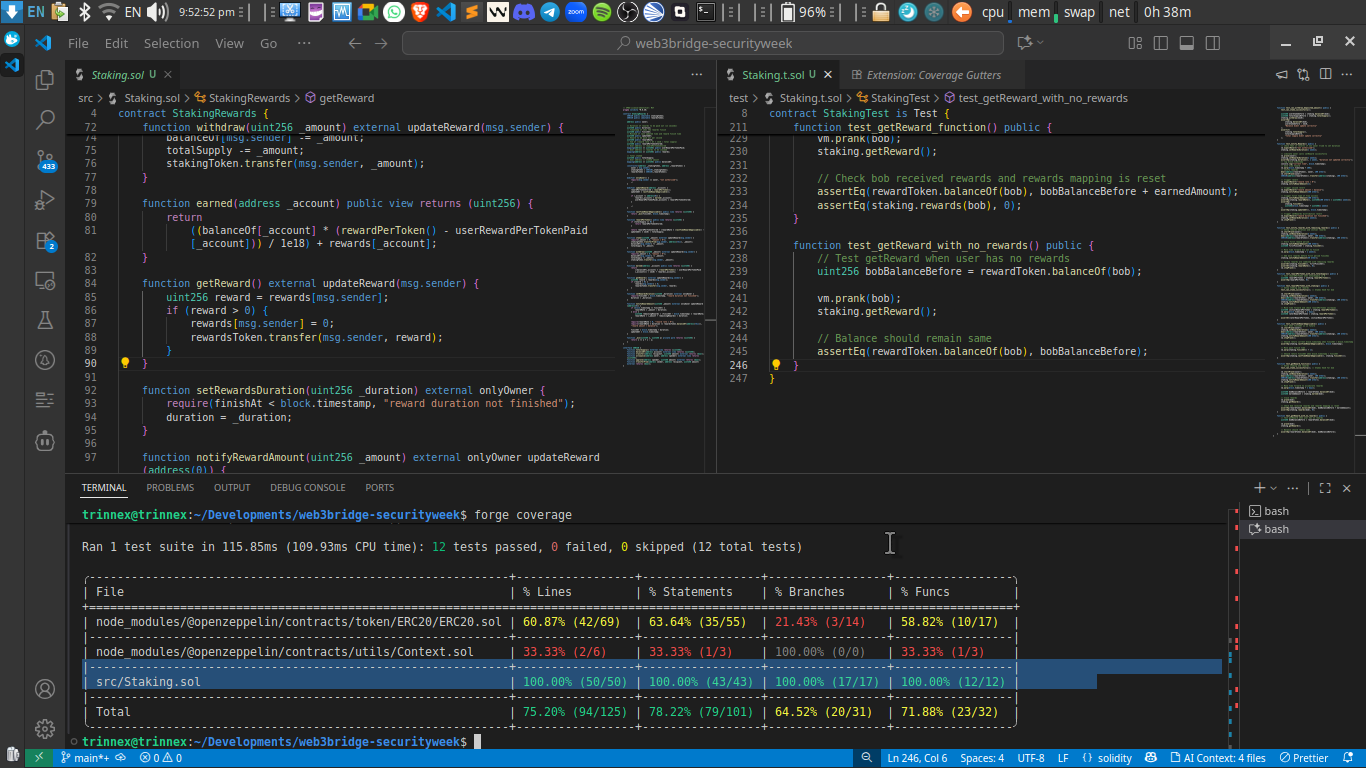 EN EN 9:52:52 pm 96% cpu mem swap net 0h 38m
File Edit Selection View Go ··· web3bridge-securityweek
Staking.sol U
src > Staking.sol > StakingRewards > getReward
4 contract StakingRewards {
72 function withdraw(uint256 _amount) external updateReward(msg.sender) {
74 balanceOf[msg.sender] -= _amount;
75 totalSupply -= _amount;
76 stakingToken.transfer(msg.sender, _amount);
77 }
78
79 function earned(address _account) public view returns (uint256) {
80 return
81 ((balanceOf[_account] * (rewardPerToken() - userRewardPerTokenPaid
[_account])) / 1e18) + rewards[_account];
82 }
83
84 function getReward() external updateReward(msg.sender) {
85 uint256 reward = rewards[msg.sender];
86 if (reward > 0) {
87 rewards[msg.sender] = 0;
88 rewardsToken.transfer(msg.sender, reward);
89 }
90 }
91
92 function setRewardsDuration(uint256 _duration) external onlyOwner {
93 require(finishAt < block.timestamp, "reward duration not finished");
94 duration = _duration;
95 }
96
97 function notifyRewardAmount(uint256 _amount) external onlyOwner updateReward
(address(0)) {
Staking.t.sol U Extension: Coverage Gutters
test > Staking.t.sol > StakingTest > test_getReward_with_no_rewards
8 contract StakingTest is Test {
211 function test_getReward_function() public {
229 vm.prank(bob);
230 staking.getReward();
231
232 // Check bob received rewards and rewards mapping is reset
233 assertEq(rewardToken.balanceOf(bob), bobBalanceBefore + earnedAmount);
234 assertEq(staking.rewards(bob), 0);
235 }
236
237 function test_getReward_with_no_rewards() public {
238 // Test getReward when user has no rewards
239 uint256 bobBalanceBefore = rewardToken.balanceOf(bob);
240
241 vm.prank(bob);
242 staking.getReward();
243
244 // Balance should remain same
245 assertEq(rewardToken.balanceOf(bob), bobBalanceBefore);
246 }
247 }
433
2
TERMINAL PROBLEMS OUTPUT DEBUG CONSOLE PORTS
trinnex@trinnex:~/Developments/web3bridge-securityweek$ forge coverage
Ran 1 test suite in 115.85ms (109.93ms CPU time): 12 tests passed, 0 failed, 0 skipped (12 total tests)
| File | % Lines | % Statements | % Branches | % Funcs |
| node_modules/@openzeppelin/contracts/token/ERC20/ERC20.sol | 60.87% (42/69) | 63.64% (35/55) | 21.43% (3/14) | 58.82% (10/17) |
| node_modules/@openzeppelin/contracts/utils/Context.sol | 33.33% (2/6) | 33.33% (1/3) | 100.00% (0/0) | 33.33% (1/3) |
| src/Staking.sol | 100.00% (50/50) | 100.00% (43/43) | 100.00% (17/17) | 100.00% (12/12) |
| Total | 75.20% (94/125) | 78.22% (79/101) | 64.52% (20/31) | 71.88% (23/32) |
trinnex@trinnex:~/Developments/web3bridge-securityweek$
bash
bash
main*+ 0 0 Ln 246, Col 6 Spaces: 4 UTF-8 LF {} solidity AI Context: 4 files Prettier